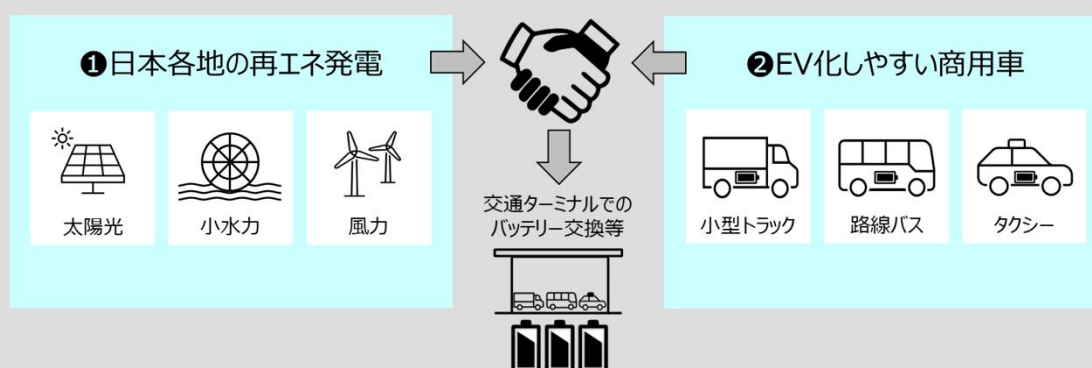 ❶日本各地の再エネ発電
太陽光
小水力
風力
交通ターミナルでの
バッテリー交換等
❷EV化しやすい商用車
小型トラック
路線バス
タクシー